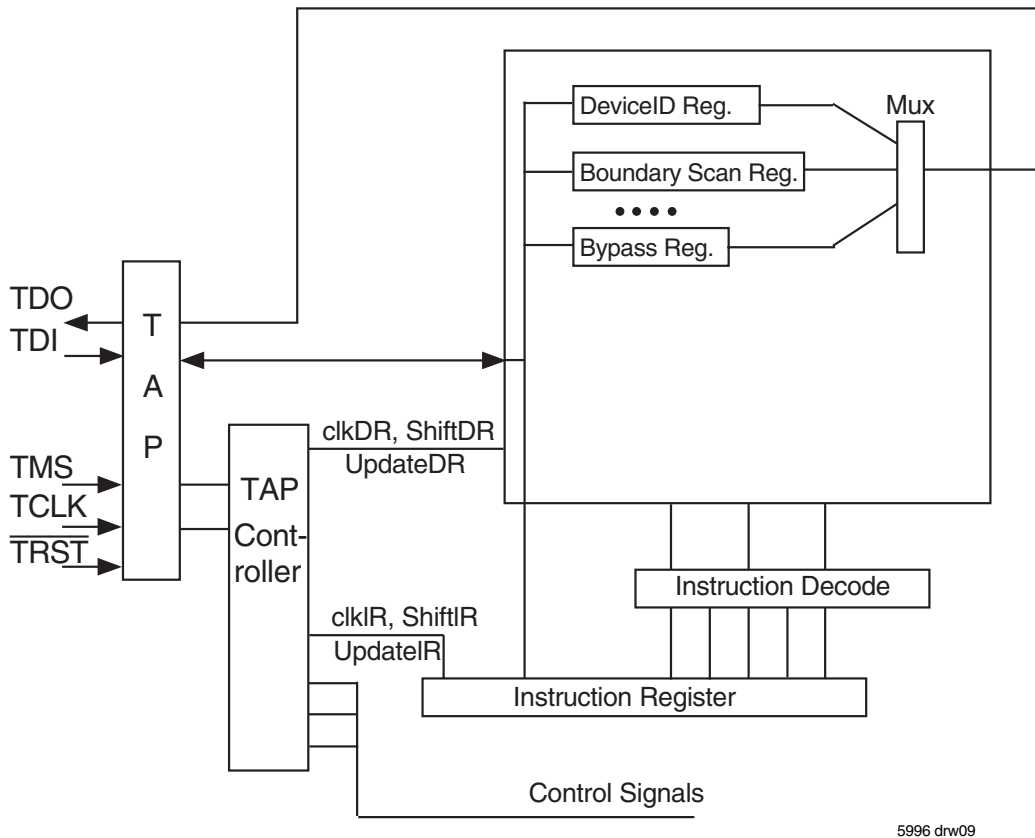 DeviceID Reg.
Mux
Boundary Scan Reg.
Bypass Reg.
TDO
TDI
T
A
P
TMS
TCLK
TRST
clkDR, ShiftDR
UpdateDR
TAP
Cont-
roller
Instruction Decode
clkIR, ShiftIR
UpdateIR
Instruction Register
Control Signals
5996 drw09